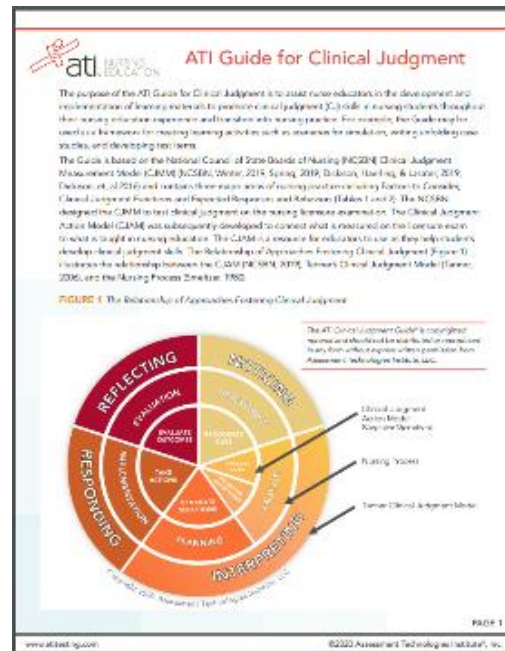 ati NURSING
EDUCATION
ATI Guide for Clinical Judgment
The purpose of the ATI Guide for Clinical Judgment is to assist nurse educators in the development and
implementation of learning materials to promote clinical judgment (CJ) skills in nursing students throughout
their nursing education experience and transition into nursing practice. For example, the Guide may be
used as a framework for creating learning activities such as scenarios for simulation, writing unfolding case
studies, and developing test items.
The Guide is based on the National Council of State Boards of Nursing (NCSBN) Clinical Judgment
Measurement Model (CJMM) (NCSBN, Winter, 2019, Spring, 2019; Dickison, Haerling, & Lasater, 2019;
Dickison, et. al, 2016) and contains three major areas of nursing practice including Factors to Consider,
Clinical Judgment Functions and Expected Responses and Behaviors (Tables 1 and 2). The NCSBN
designed the CJMM to test clinical judgment on the nursing licensure examination. The Clinical Judgment
Action Model (CJAM) was subsequently developed to connect what is measured on the licensure exam
to what is taught in nursing education. The CJAM is a resource for educators to use as they help students
develop clinical judgment skills. The Relationship of Approaches Fostering Clinical Judgment (Figure 1)
illustrates the relationship between the CJAM (NCSBN, 2019), Tanner's Clinical Judgment Model (Tanner,
2006), and the Nursing Process (Smeltzer, 1980).
FIGURE 1 The Relationship of Approaches Fostering Clinical Judgment
The ATI Clinical Judgment Guide® is copyrighted
material and should not be distributed or reproduced
in any form without express written permission from
Assessment Technologies Institute, LLC.
REFLECTING
EVALUATION
EVALUATE
OUTCOMES
NOTICING
ASSESSMENT
RECOGNIZE
CUES
Clinical Judgment
Action Model
Nursing Process
ANALYSIS
RESPONDING
IMPLEMENTATION
TAKE
ACTIONS
GENERATE
SOLUTIONS
PLANNING
INTERPRETING
Tanner Clinical Judgment Model
Copyright 2020, Assessment Technologies Institute, LLC
PAGE 1
www.atitesting.com
©2020 Assessment Technologies Institute®, Inc.